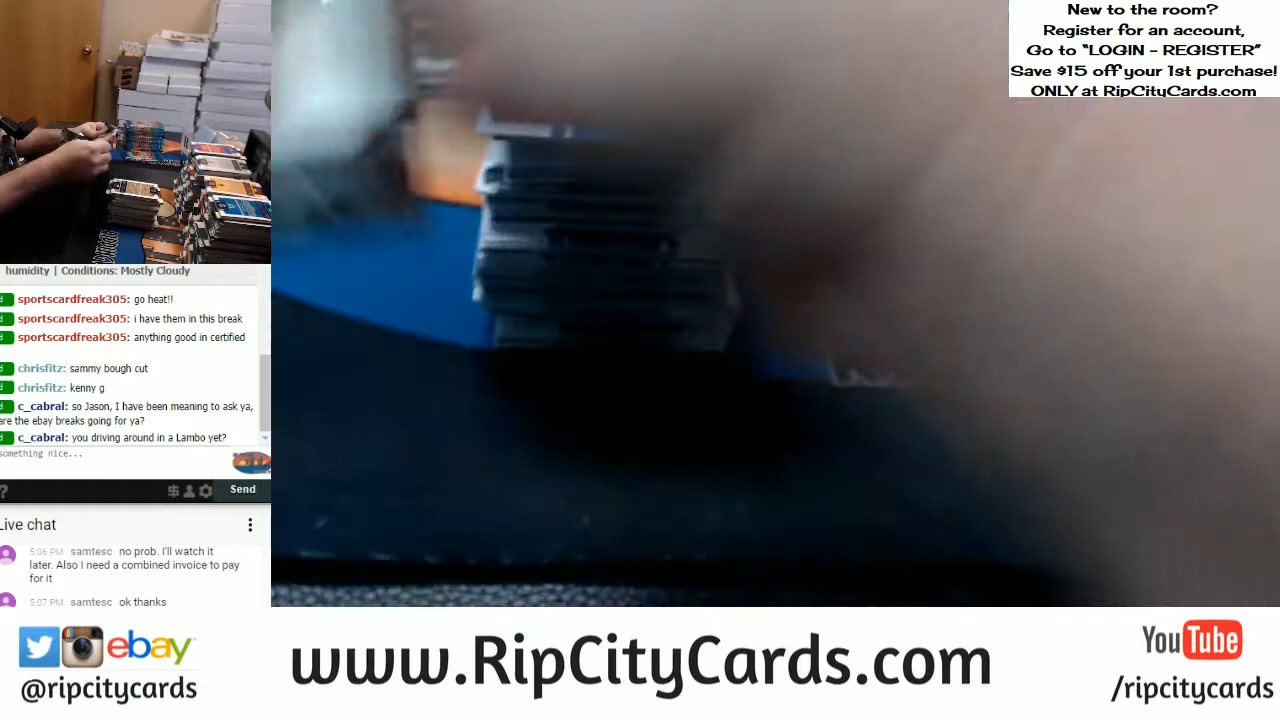 New to the room?
Register for an account,
Go to “LOGIN - REGISTER”
Save $15 off your 1st purchase!
ONLY at RipCityCards.com
humidity | Conditions: Mostly Cloudy
sportscardfreak305: go heat!!
sportscardfreak305: i have them in this break
sportscardfreak305: anything good in certified
chrisfitz: sammy bough cut
chrisfitz: kenny g
c_cabral: so Jason, I have been meaning to ask ya,
are the ebay breaks going for ya?
c_cabral: you driving around in a Lambo yet?
something nice...
Send
Live chat
5:06 PM samtesc no prob. I'll watch it
later. Also I need a combined invoice to pay
for it
5:07 PM samtesc ok thanks
ebay
@ripcitycards
www.RipCityCards.com
YouTube
/ripcitycards